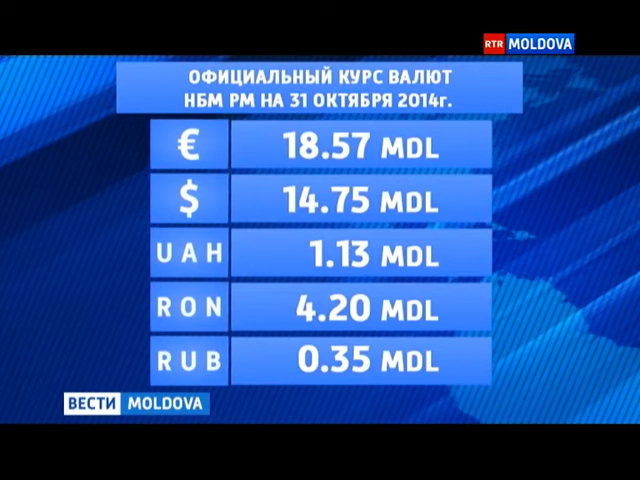 RTR MOLDOVA
ОФИЦИАЛЬНЫЙ КУРС ВАЛЮТ
НБМ РМ НА 31 ОКТЯБРЯ 2014г.
€ 18.57 MDL
$ 14.75 MDL
UAH 1.13 MDL
RON 4.20 MDL
RUB 0.35 MDL
ВЕСТИ MOLDOVA